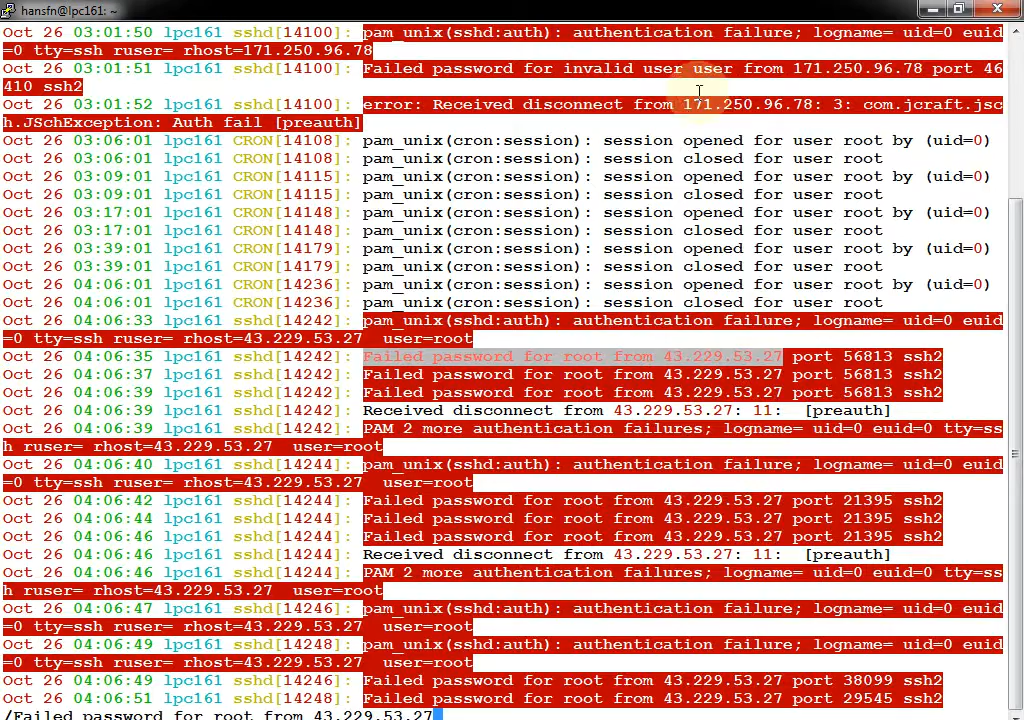 hansfn@lpc161: ~
Oct 26 03:01:50 lpc161 sshd[14100]: pam_unix(sshd:auth): authentication failure; logname= uid=0 euid
=0 tty=ssh ruser= rhost=171.250.96.78
Oct 26 03:01:51 lpc161 sshd[14100]: Failed password for invalid user user from 171.250.96.78 port 46
410 ssh2
Oct 26 03:01:52 lpc161 sshd[14100]: error: Received disconnect from 171.250.96.78: 3: com.jcraft.jsc
h.JSchException: Auth fail [preauth]
Oct 26 03:06:01 lpc161 CRON[14108]: pam_unix(cron:session): session opened for user root by (uid=0)
Oct 26 03:06:01 lpc161 CRON[14108]: pam_unix(cron:session): session closed for user root
Oct 26 03:09:01 lpc161 CRON[14115]: pam_unix(cron:session): session opened for user root by (uid=0)
Oct 26 03:09:01 lpc161 CRON[14115]: pam_unix(cron:session): session closed for user root
Oct 26 03:17:01 lpc161 CRON[14148]: pam_unix(cron:session): session opened for user root by (uid=0)
Oct 26 03:17:01 lpc161 CRON[14148]: pam_unix(cron:session): session closed for user root
Oct 26 03:39:01 lpc161 CRON[14179]: pam_unix(cron:session): session opened for user root by (uid=0)
Oct 26 03:39:01 lpc161 CRON[14179]: pam_unix(cron:session): session closed for user root
Oct 26 04:06:01 lpc161 CRON[14236]: pam_unix(cron:session): session opened for user root by (uid=0)
Oct 26 04:06:01 lpc161 CRON[14236]: pam_unix(cron:session): session closed for user root
Oct 26 04:06:33 lpc161 sshd[14242]: pam_unix(sshd:auth): authentication failure; logname= uid=0 euid
=0 tty=ssh ruser= rhost=43.229.53.27  user=root
Oct 26 04:06:35 lpc161 sshd[14242]: Failed password for root from 43.229.53.27 port 56813 ssh2
Oct 26 04:06:37 lpc161 sshd[14242]: Failed password for root from 43.229.53.27 port 56813 ssh2
Oct 26 04:06:39 lpc161 sshd[14242]: Failed password for root from 43.229.53.27 port 56813 ssh2
Oct 26 04:06:39 lpc161 sshd[14242]: Received disconnect from 43.229.53.27: 11:  [preauth]
Oct 26 04:06:39 lpc161 sshd[14242]: PAM 2 more authentication failures; logname= uid=0 euid=0 tty=ss
h ruser= rhost=43.229.53.27  user=root
Oct 26 04:06:40 lpc161 sshd[14244]: pam_unix(sshd:auth): authentication failure; logname= uid=0 euid
=0 tty=ssh ruser= rhost=43.229.53.27  user=root
Oct 26 04:06:42 lpc161 sshd[14244]: Failed password for root from 43.229.53.27 port 21395 ssh2
Oct 26 04:06:44 lpc161 sshd[14244]: Failed password for root from 43.229.53.27 port 21395 ssh2
Oct 26 04:06:46 lpc161 sshd[14244]: Failed password for root from 43.229.53.27 port 21395 ssh2
Oct 26 04:06:46 lpc161 sshd[14244]: Received disconnect from 43.229.53.27: 11:  [preauth]
Oct 26 04:06:46 lpc161 sshd[14244]: PAM 2 more authentication failures; logname= uid=0 euid=0 tty=ss
h ruser= rhost=43.229.53.27  user=root
Oct 26 04:06:47 lpc161 sshd[14246]: pam_unix(sshd:auth): authentication failure; logname= uid=0 euid
=0 tty=ssh ruser= rhost=43.229.53.27  user=root
Oct 26 04:06:49 lpc161 sshd[14248]: pam_unix(sshd:auth): authentication failure; logname= uid=0 euid
=0 tty=ssh ruser= rhost=43.229.53.27  user=root
Oct 26 04:06:49 lpc161 sshd[14246]: Failed password for root from 43.229.53.27 port 38099 ssh2
Oct 26 04:06:51 lpc161 sshd[14248]: Failed password for root from 43.229.53.27 port 29545 ssh2
/Failed password for root from 43.229.53.27